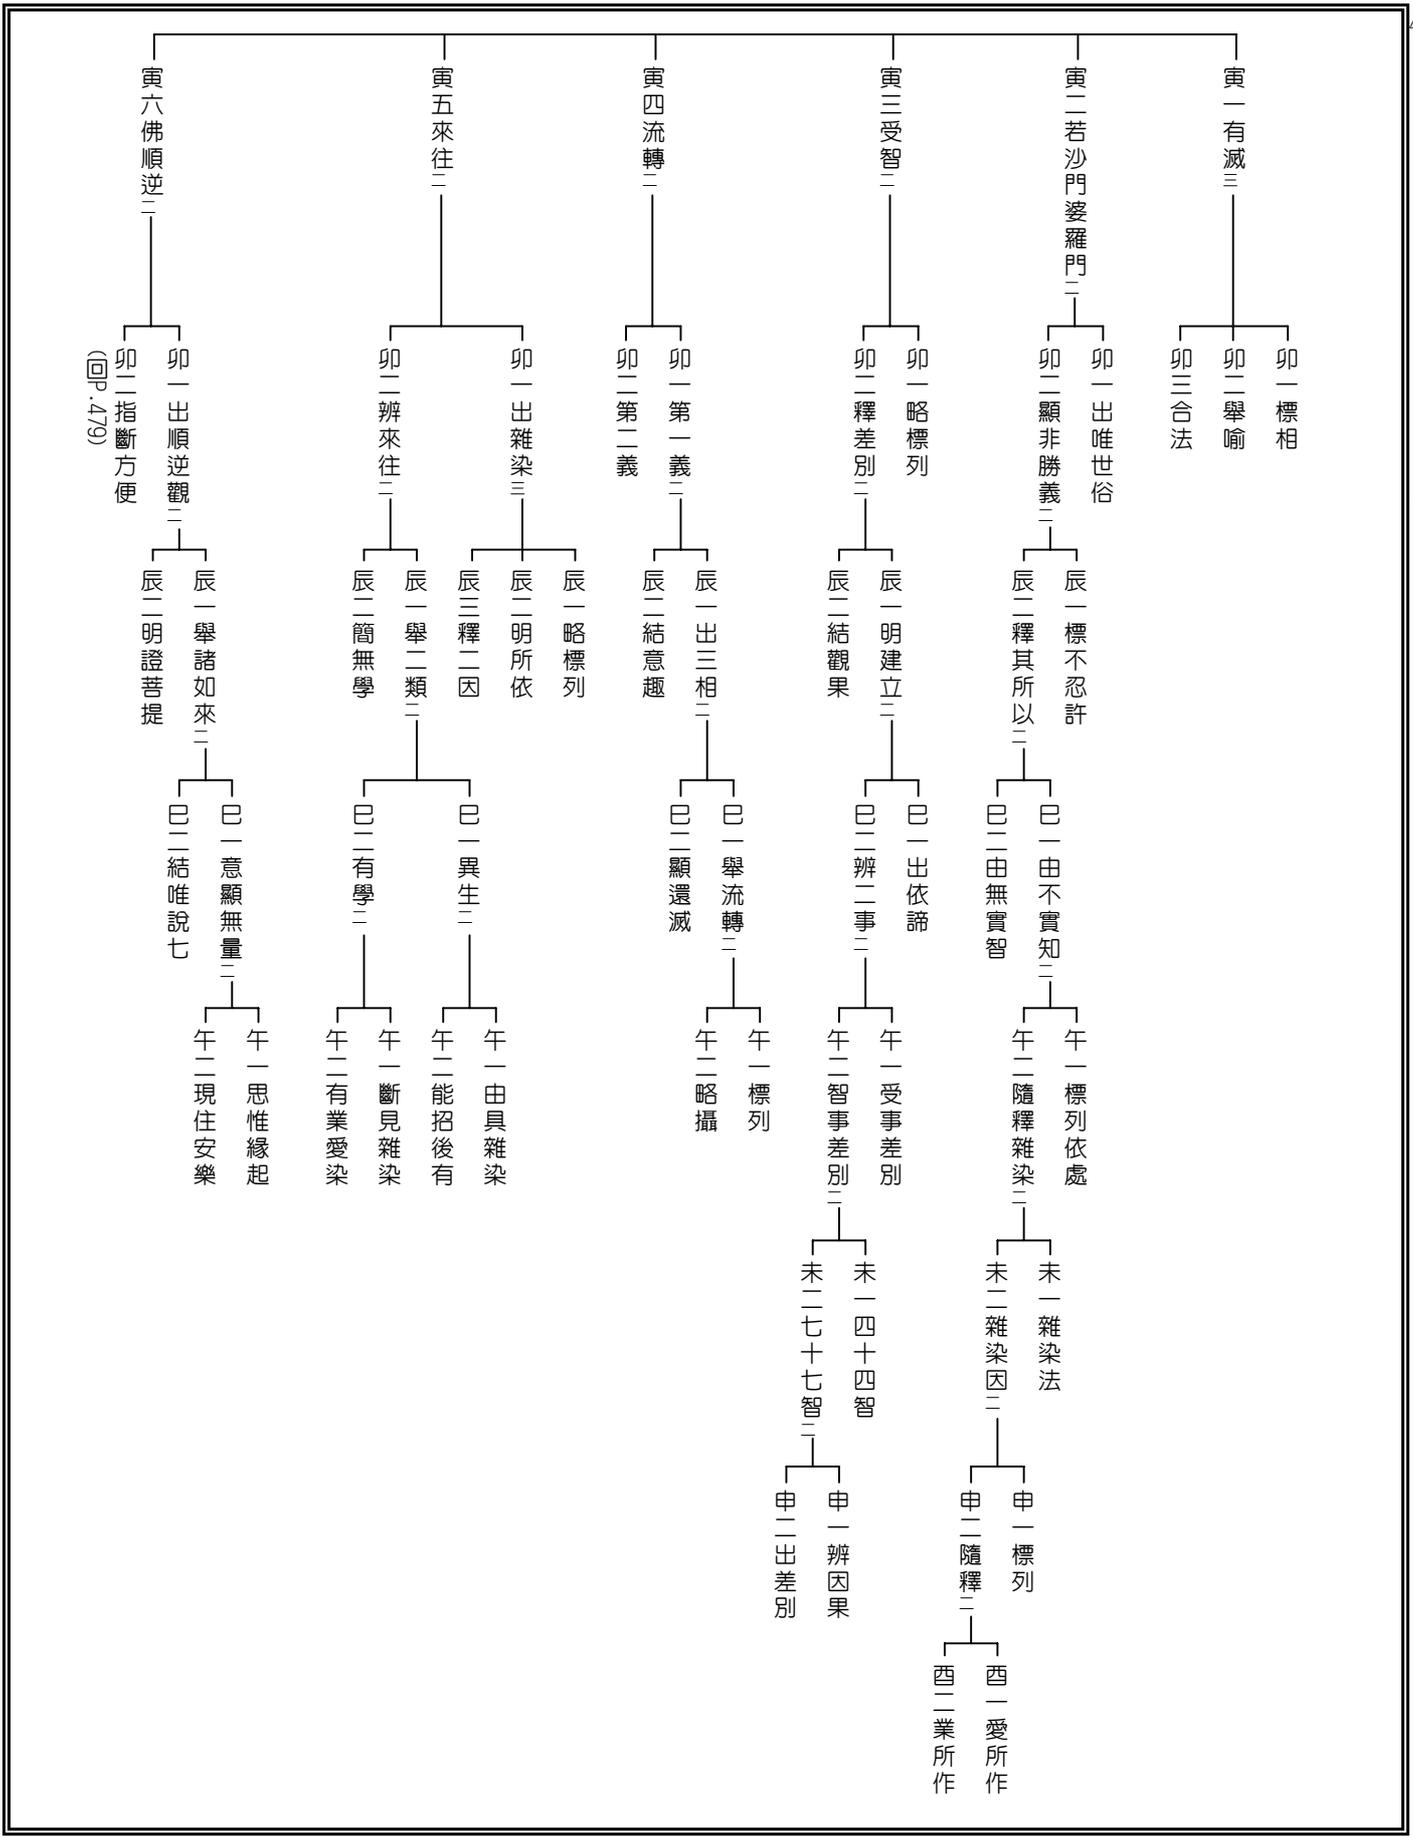 寅一有滅三
卯一標相
卯二舉喻
卯三合法
寅二若沙門婆羅門二
卯一出唯世俗
卯二顯非勝義二
辰一標不忍許
辰二釋其所以二
巳一由不實知二
午一標列依處
午二隨釋雜染二
未一雜染法
未二雜染因二
申一標列
申二隨釋二
酉一愛所作
酉二業所作
巳二由無實智
寅三受智二
卯一略標列
卯二釋差別二
辰一明建立二
巳一出依諦
巳二辨二事二
午一受事差別
午二智事差別二
未一四十四智
未二七十七智二
申一辨因果
申二出差別
辰二結觀果
寅四流轉二
卯一第一義二
辰一出三相二
巳一舉流轉二
午一標列
午二略攝
巳二顯還滅
辰二結意趣
卯二第二義
寅五來往二
卯一出雜染三
辰一略標列
辰二明所依
辰三釋二因
卯二辨來往二
辰一舉二類二
巳一異生二
午一由具雜染
午二能招後有
巳二有學二
午一斷見雜染
午二有業愛染
辰二簡無學
寅六佛順逆二
卯一出順逆觀二
辰一舉諸如來二
巳一意顯無量二
午一思惟緣起
午二現住安樂
巳二結唯說七
辰二明證菩提
卯二指斷方便
(回P.479)